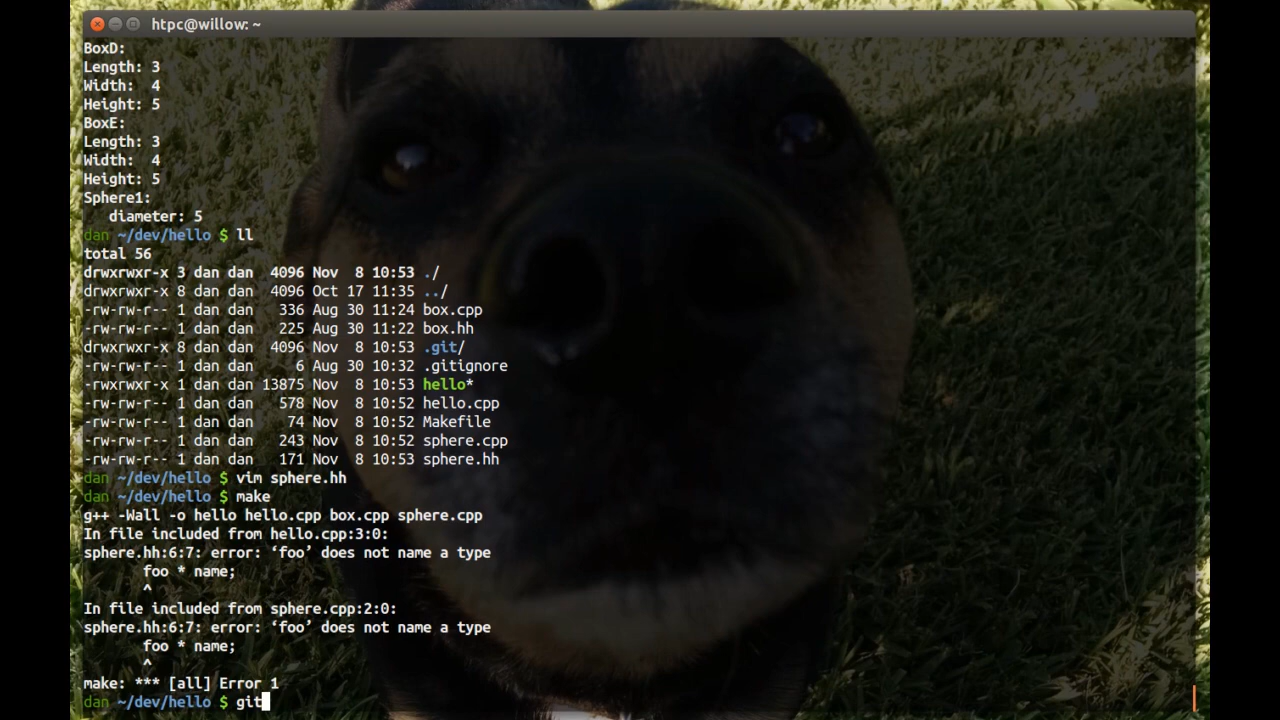 htpc@willow: ~
BoxD:
Length: 3
Width:  4
Height: 5
BoxE:
Length: 3
Width:  4
Height: 5
Sphere1:
   diameter: 5
dan ~/dev/hello $ ll
total 56
drwxrwxr-x 3 dan dan  4096 Nov  8 10:53 ./
drwxrwxr-x 8 dan dan  4096 Oct 17 11:35 ../
-rw-rw-r-- 1 dan dan   336 Aug 30 11:24 box.cpp
-rw-rw-r-- 1 dan dan   225 Aug 30 11:22 box.hh
drwxrwxr-x 8 dan dan  4096 Nov  8 10:53 .git/
-rw-rw-r-- 1 dan dan     6 Aug 30 10:32 .gitignore
-rwxrwxr-x 1 dan dan 13875 Nov  8 10:53 hello*
-rw-rw-r-- 1 dan dan   578 Nov  8 10:52 hello.cpp
-rw-rw-r-- 1 dan dan    74 Nov  8 10:52 Makefile
-rw-rw-r-- 1 dan dan   243 Nov  8 10:52 sphere.cpp
-rw-rw-r-- 1 dan dan   171 Nov  8 10:53 sphere.hh
dan ~/dev/hello $ vim sphere.hh
dan ~/dev/hello $ make
g++ -Wall -o hello hello.cpp box.cpp sphere.cpp
In file included from hello.cpp:3:0:
sphere.hh:6:7: error: ‘foo’ does not name a type
       foo * name;
       ^
In file included from sphere.cpp:2:0:
sphere.hh:6:7: error: ‘foo’ does not name a type
       foo * name;
       ^
make: *** [all] Error 1
dan ~/dev/hello $ git